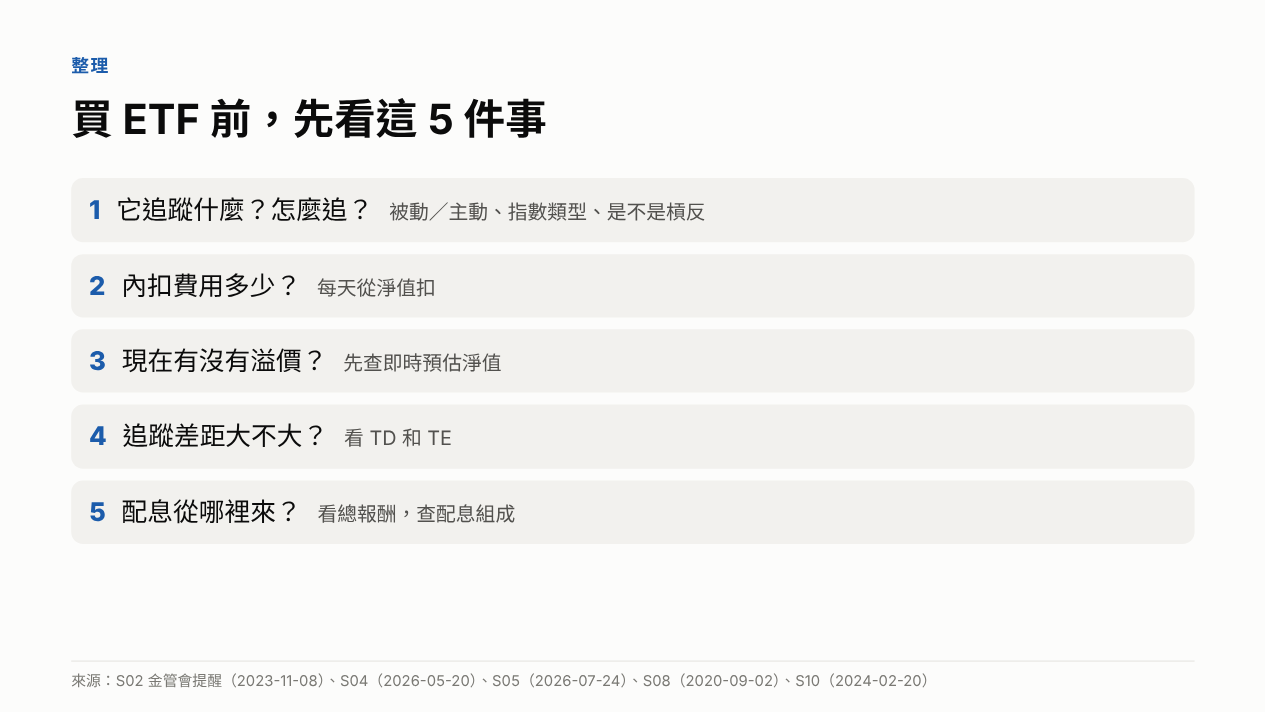 整理
買 ETF 前，先看這 5 件事
1 它追蹤什麼？怎麼追？ 被動／主動、指數類型、是不是槓反
2 內扣費用多少？ 每天從淨值扣
3 現在有沒有溢價？ 先查即時預估淨值
4 追蹤差距大不大？ 看 TD 和 TE
5 配息從哪裡來？ 看總報酬，查配息組成
來源：S02 金管會提醒（2023-11-08）、S04（2026-05-20）、S05（2026-07-24）、S08（2020-09-02）、S10（2024-02-20）